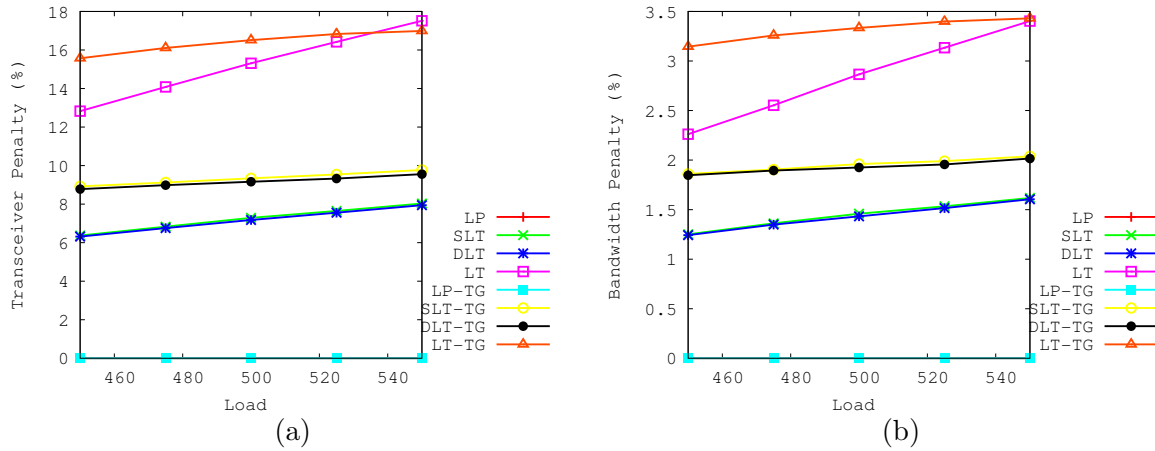 Transceiver Penalty (%)
18
16
14
12
10
8
6
4
2
0
460 480 500 520 540
Load
LP
SLT
DLT
LT
LP-TG
SLT-TG
DLT-TG
LT-TG
(a)
Bandwidth Penalty (%)
3.5
3
2.5
2
1.5
1
0.5
0
460 480 500 520 540
Load
LP
SLT
DLT
LT
LP-TG
SLT-TG
DLT-TG
LT-TG
(b)